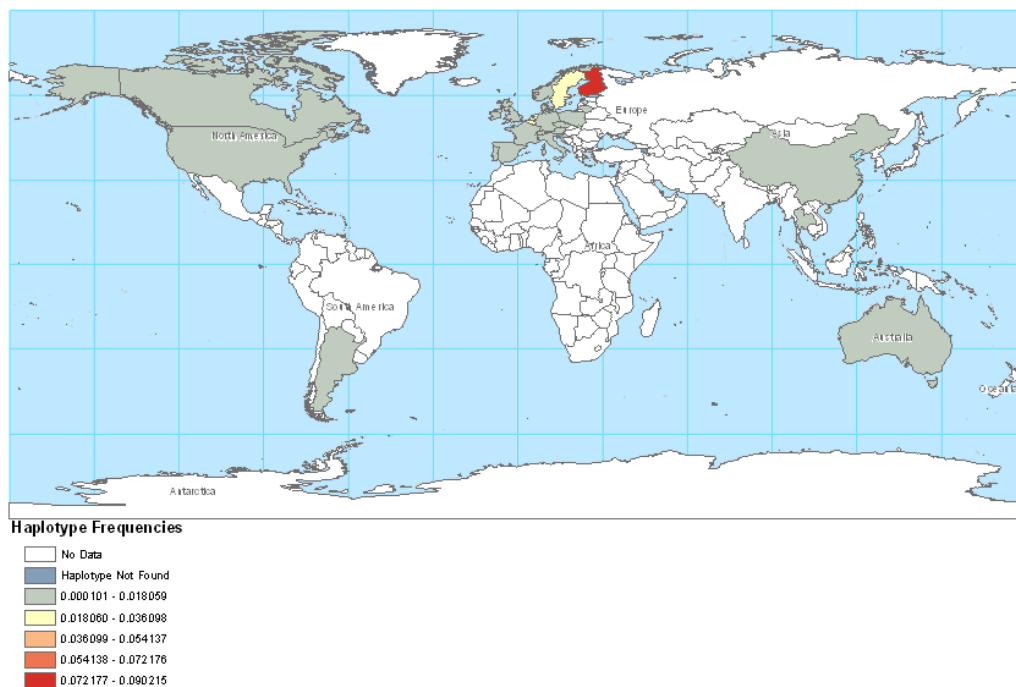 North America
Europe
Asia
Africa
South America
Australia
Oceania
Antarctica
Haplotype Frequencies
No Data
Haplotype Not Found
0.000101 - 0.018059
0.018060 - 0.036098
0.036099 - 0.054137
0.054138 - 0.072176
0.072177 - 0.090215